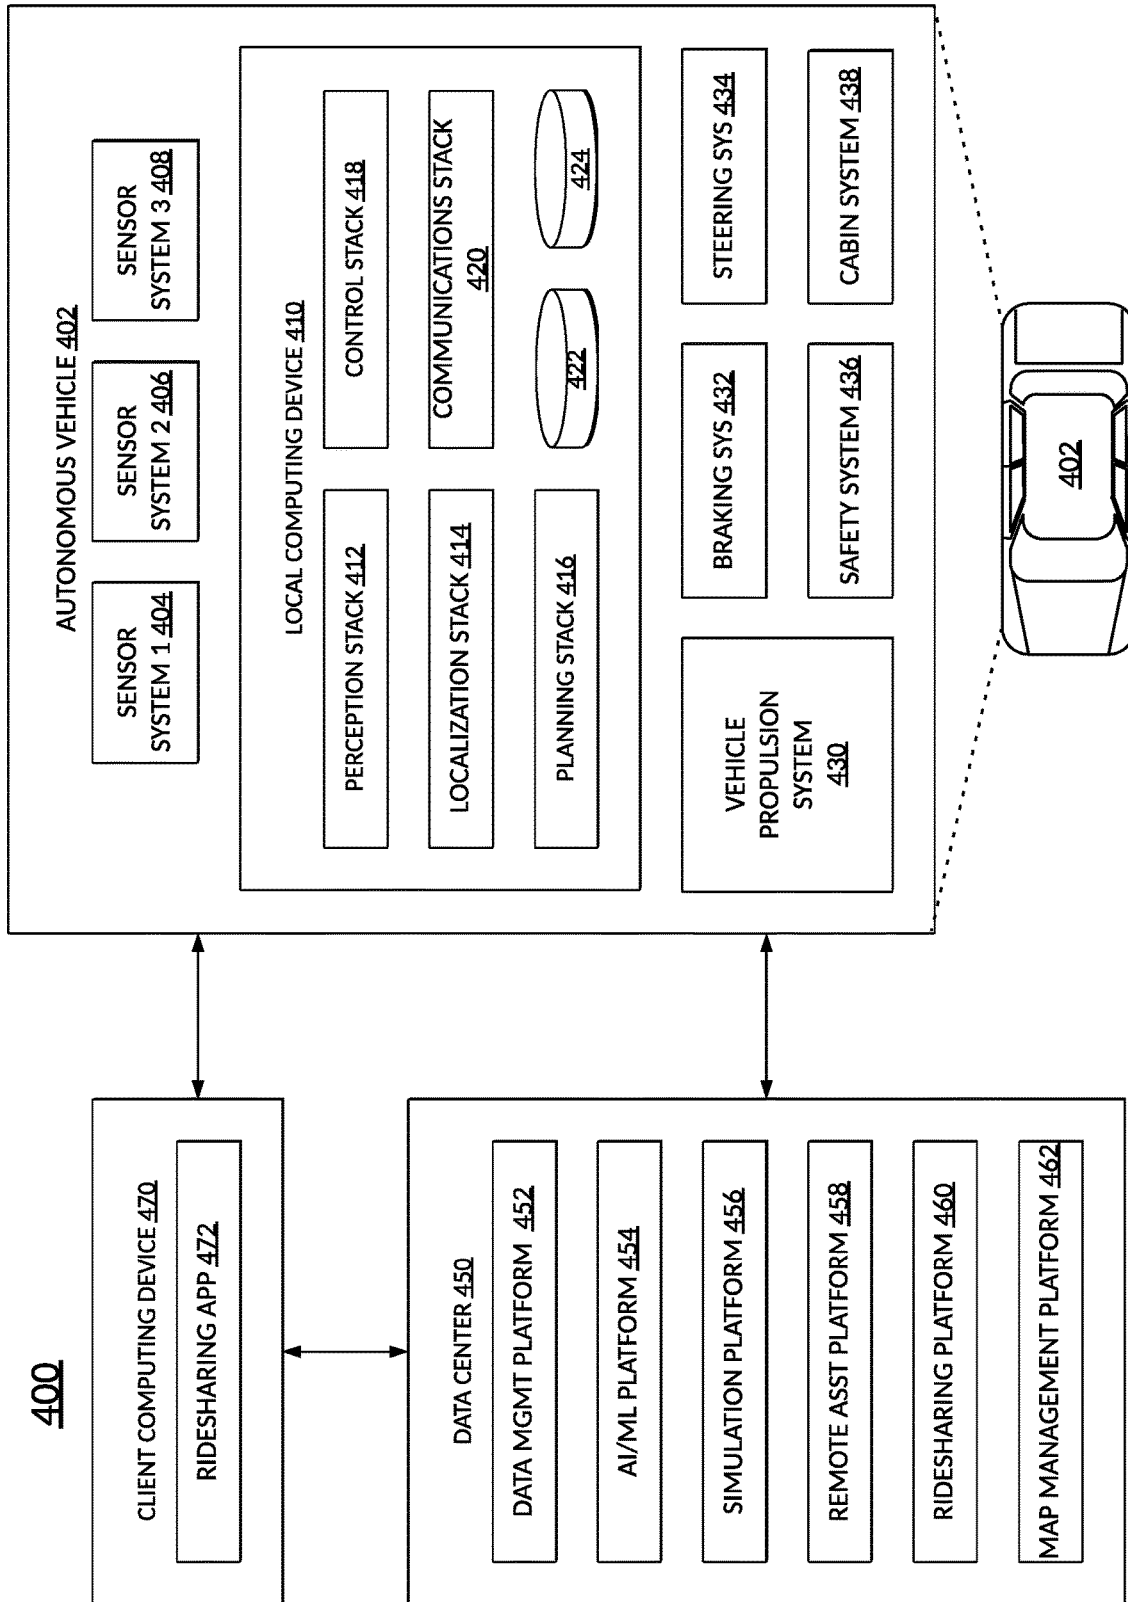 400
CLIENT COMPUTING DEVICE 470
RIDESHARING APP 472
DATA CENTER 450
DATA MGMT PLATFORM 452
AI/ML PLATFORM 454
SIMULATION PLATFORM 456
REMOTE ASST PLATFORM 458
RIDESHARING PLATFORM 460
MAP MANAGEMENT PLATFORM 462
AUTONOMOUS VEHICLE 402
SENSOR
SYSTEM 1 404
SENSOR
SYSTEM 2 406
SENSOR
SYSTEM 3 408
LOCAL COMPUTING DEVICE 410
PERCEPTION STACK 412
CONTROL STACK 418
LOCALIZATION STACK 414
COMMUNICATIONS STACK
420
PLANNING STACK 416
422
424
VEHICLE
PROPULSION
SYSTEM
430
BRAKING SYS 432
STEERING SYS 434
SAFETY SYSTEM 436
CABIN SYSTEM 438
402